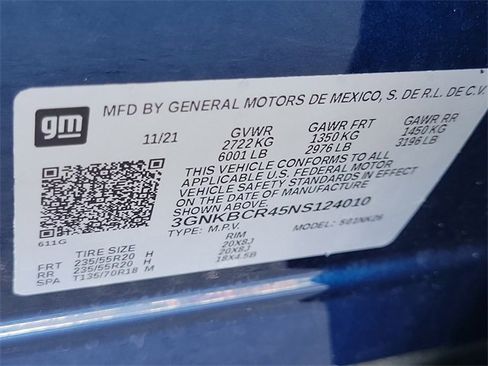 gm
MFD BY GENERAL MOTORS DE MEXICO, S. DE R.L. DE C.V.
11/21 GVWR GAWR FRT GAWR RR
2722 KG 1350 KG 1450 KG
6001 LB 2976 LB 3196 LB
THIS VEHICLE CONFORMS TO ALL
APPLICABLE U.S. FEDERAL MOTOR
VEHICLE SAFETY STANDARDS IN
EFFECT ON THE DATE OF MANUFACTURE
SHOWN ABOVE.
3GNKBCR45NS124010
TYPE: M.P.V. MODEL:
611G
TIRE SIZE RIM
FRT 235/55R20 H 20X8J
RR 235/55R20 H 20X8J
SPA T135/70R18 M 18X4.5B